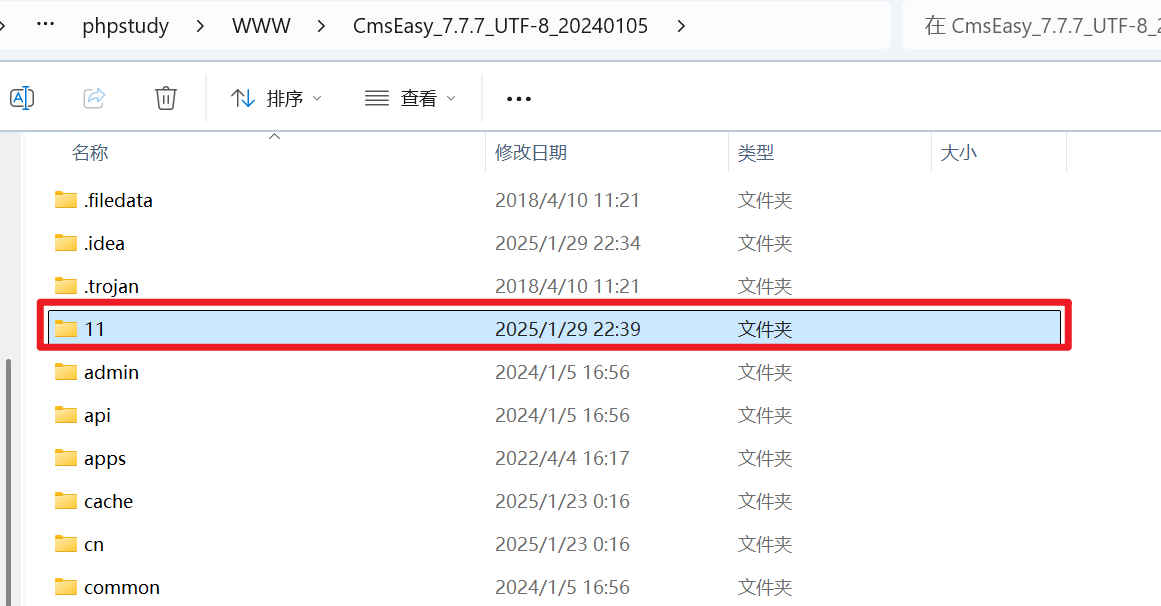 … phpstudy > WWW > CmsEasy_7.7.7_UTF-8_20240105 > 在 CmsEasy_7.7.7_UTF-8_2
排序 查看 …
名称 修改日期 类型 大小
.filedata 2018/4/10 11:21 文件夹
.idea 2025/1/29 22:34 文件夹
.trojan 2018/4/10 11:21 文件夹
11 2025/1/29 22:39 文件夹
admin 2024/1/5 16:56 文件夹
api 2024/1/5 16:56 文件夹
apps 2022/4/4 16:17 文件夹
cache 2025/1/23 0:16 文件夹
cn 2025/1/23 0:16 文件夹
common 2024/1/5 16:56 文件夹